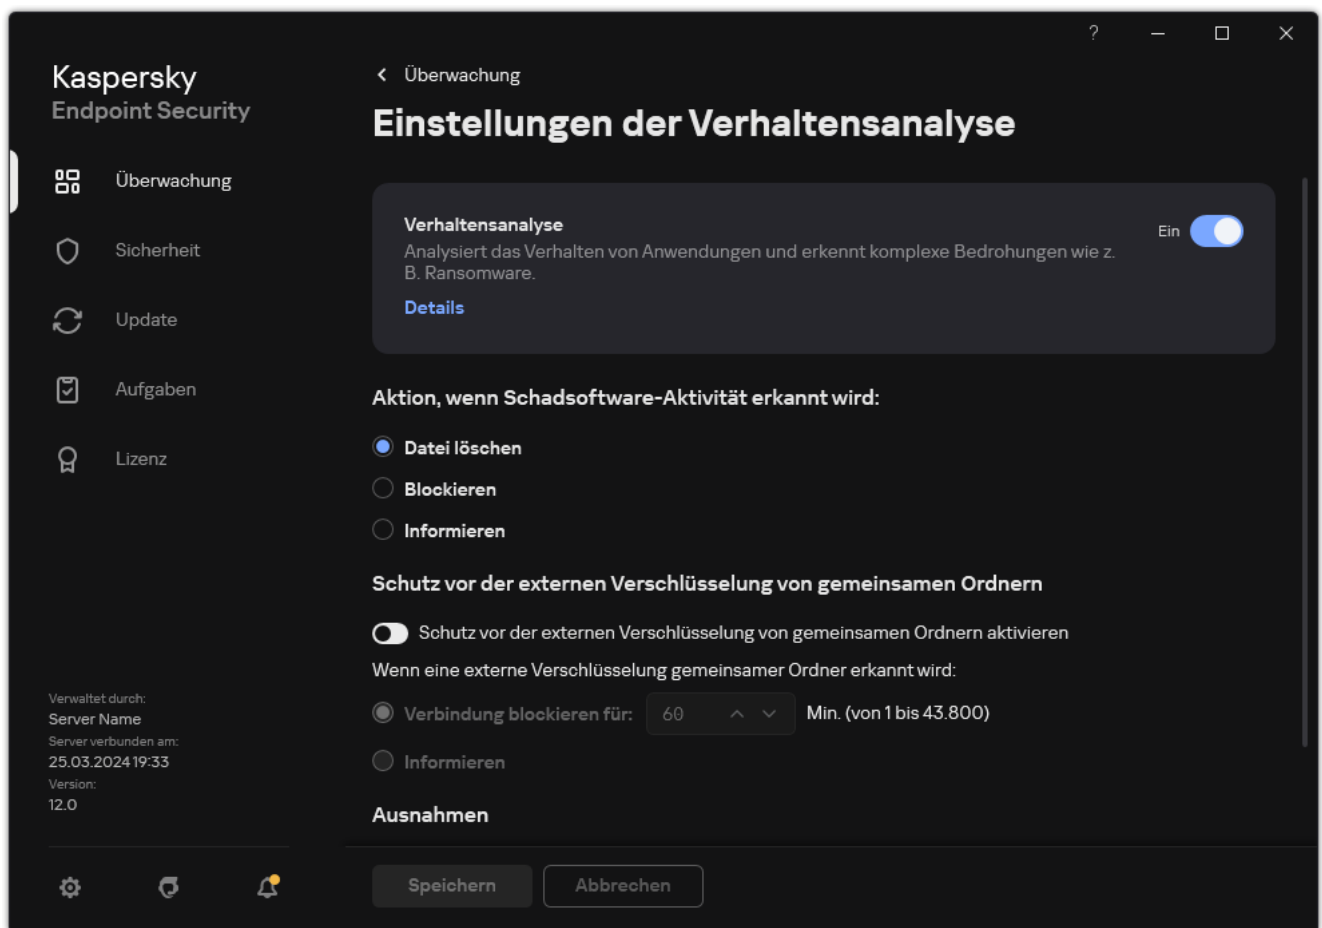 ?
Kaspersky
Endpoint Security
Überwachung
Sicherheit
Update
Aufgaben
Lizenz
Verwaltet durch:
Server Name
Server verbunden am:
25.03.2024 19:33
Version:
12.0
Überwachung
Einstellungen der Verhaltensanalyse
Verhaltensanalyse
Ein
Analysiert das Verhalten von Anwendungen und erkennt komplexe Bedrohungen wie z.
B. Ransomware.
Details
Aktion, wenn Schadsoftware-Aktivität erkannt wird:
Datei löschen
Blockieren
Informieren
Schutz vor der externen Verschlüsselung von gemeinsamen Ordnern
Schutz vor der externen Verschlüsselung von gemeinsamen Ordnern aktivieren
Wenn eine externe Verschlüsselung gemeinsamer Ordner erkannt wird:
Verbindung blockieren für: 60 Min. (von 1 bis 43.800)
Informieren
Ausnahmen
Speichern
Abbrechen